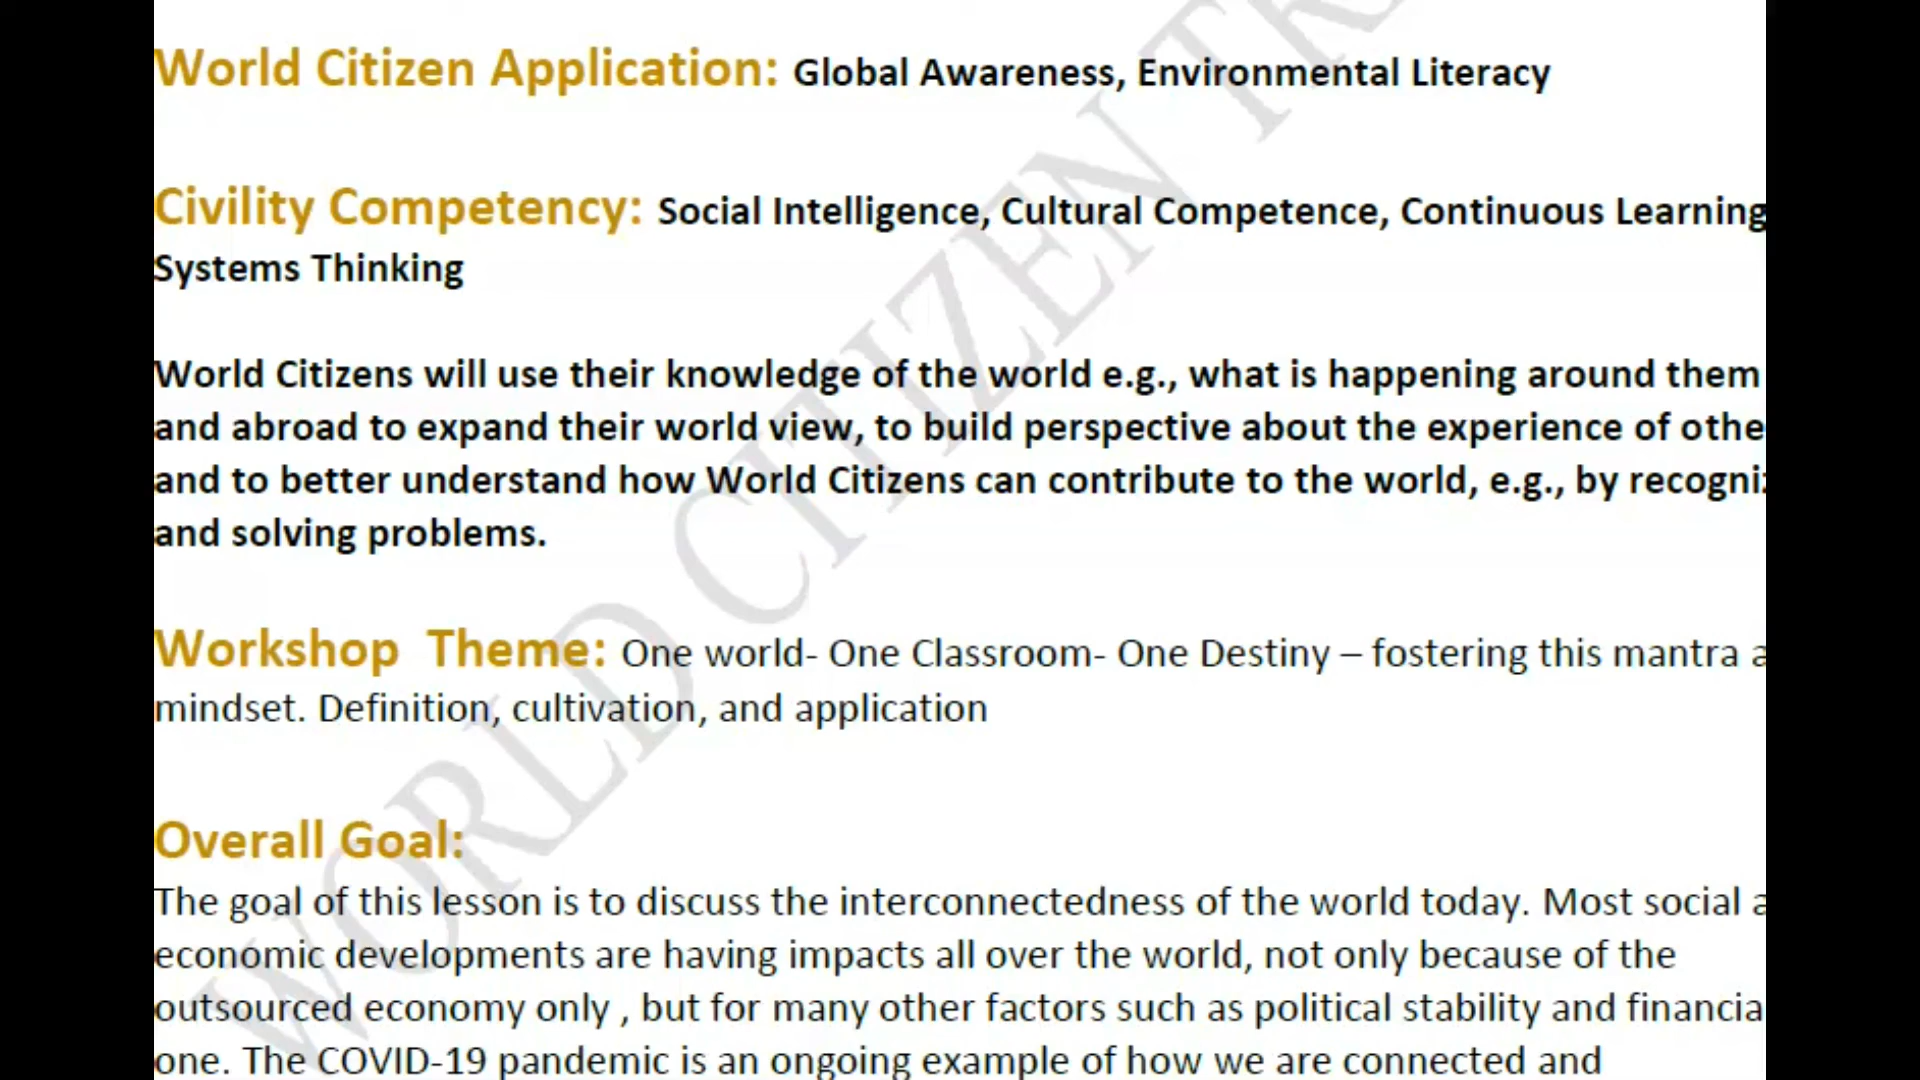 World Citizen Application: Global Awareness, Environmental Literacy
Civility Competency: Social Intelligence, Cultural Competence, Continuous Learning
Systems Thinking
World Citizens will use their knowledge of the world e.g., what is happening around them
and abroad to expand their world view, to build perspective about the experience of
and to better understand how World Citizens can contribute to the world, e.g., by
and solving problems.
Workshop Theme: One world- One Classroom- One Destiny – fostering this mantra
mindset. Definition, cultivation, and application
Overall Goal:
The goal of this lesson is to discuss the interconnectedness of the world today. Most social
economic developments are having impacts all over the world, not only because of the
outsourced economy only , but for many other factors such as political stability and
one. The COVID-19 pandemic is an ongoing example of how we are connected and
WORLD CITIZEN